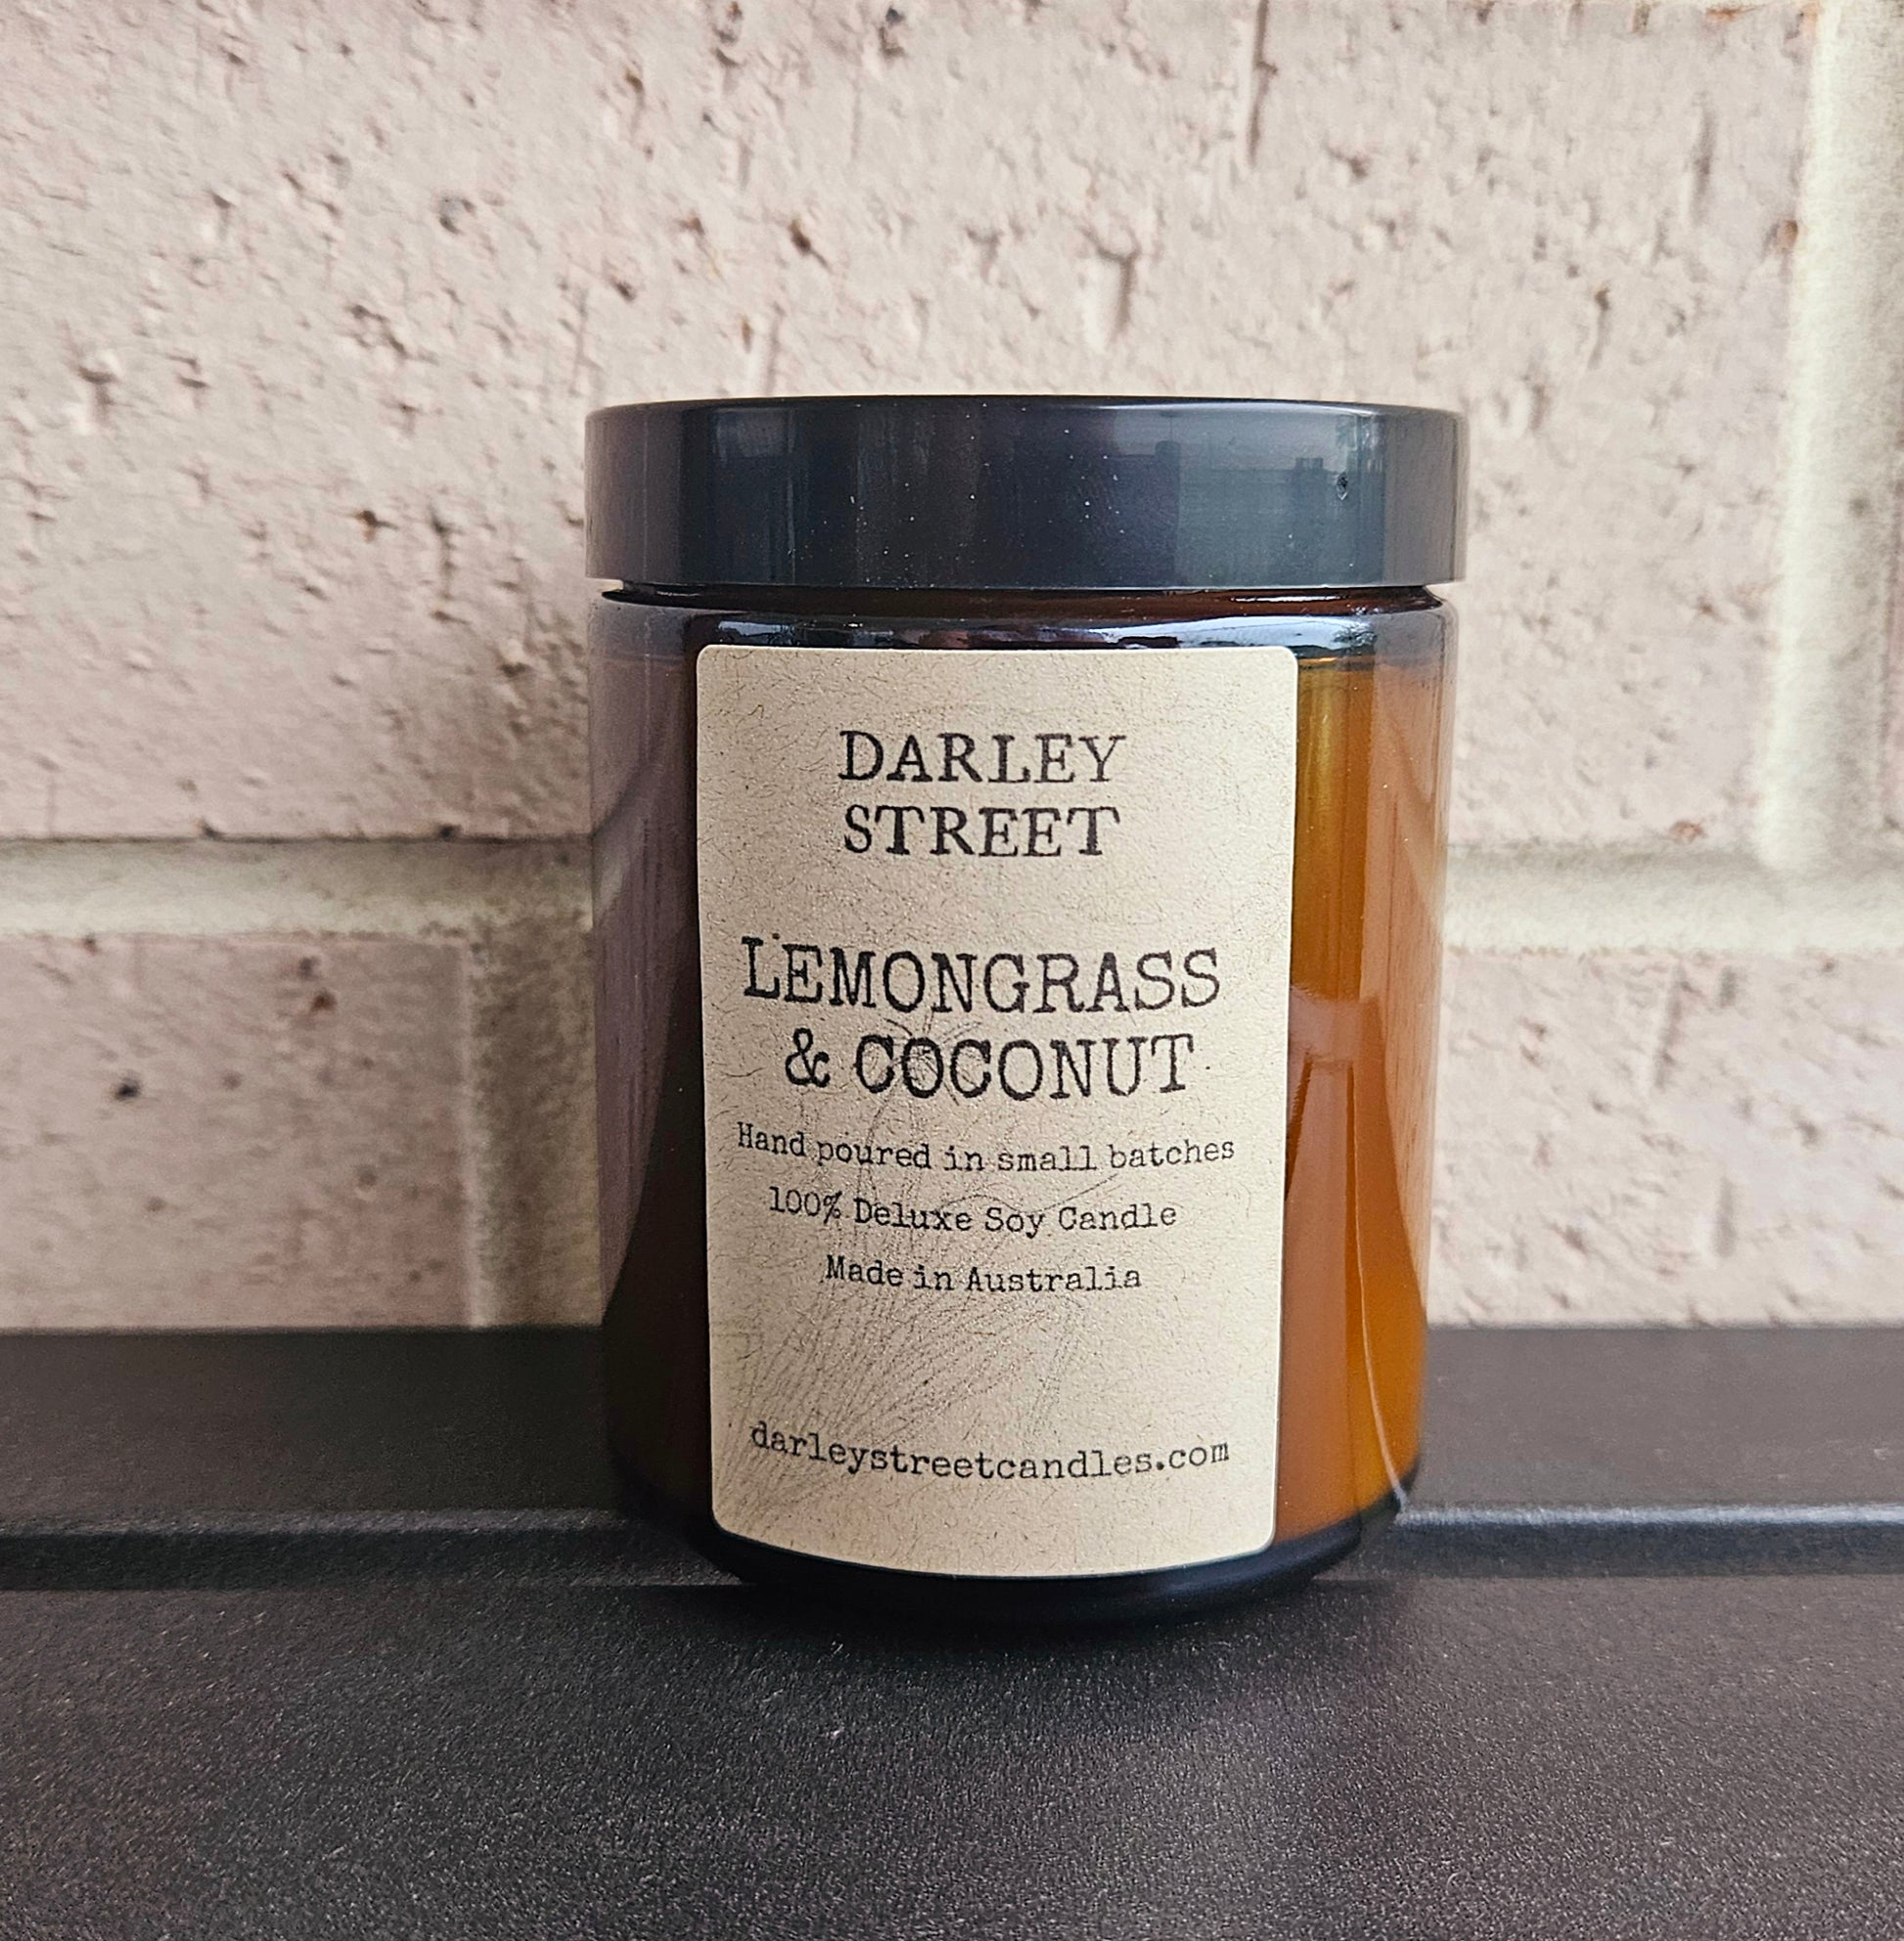 DARLEY
STREET
LEMONGRASS
& COCONUT
Hand poured in small batches
100% Deluxe Soy Candle
Made in Australia
darleystreetcandles.com